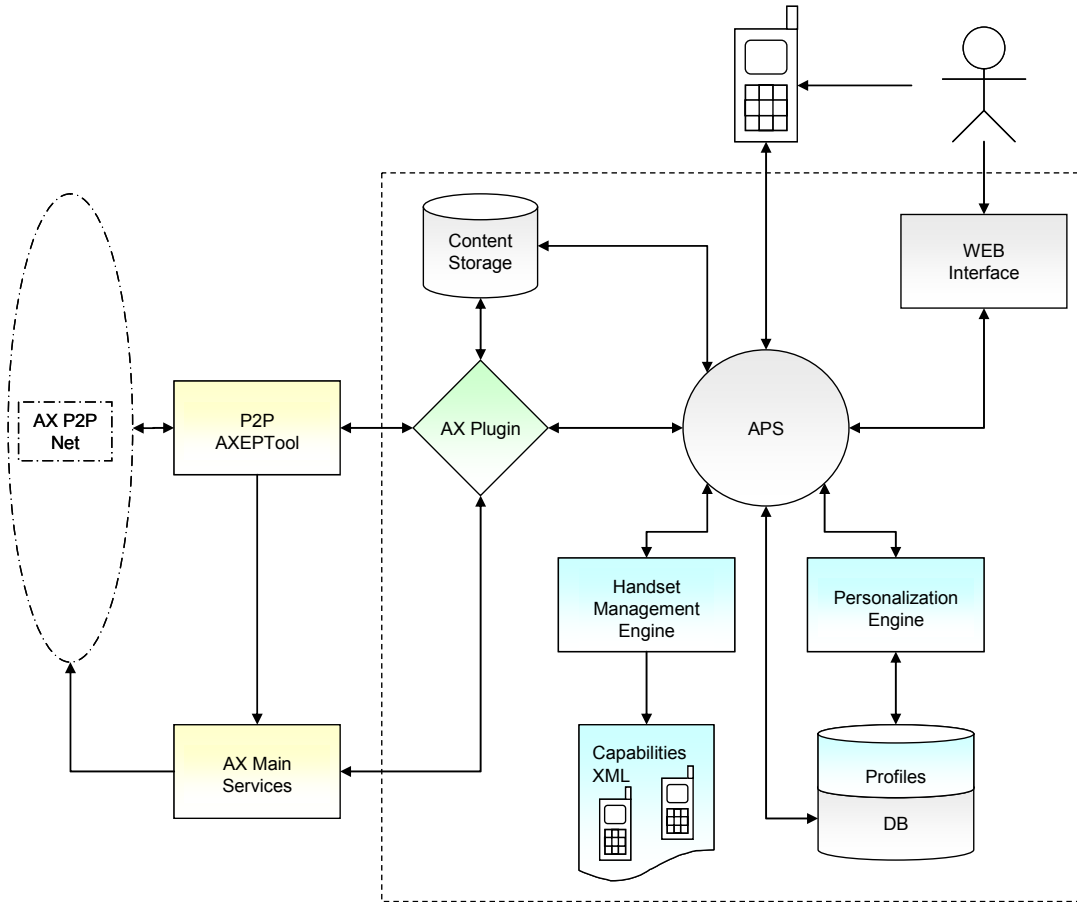 Content
Storage
WEB
Interface
AX P2P
Net
P2P
AXEPTool
AX Plugin
APS
Handset
Management
Engine
Personalization
Engine
AX Main
Services
Capabilities
XML
Profiles
DB